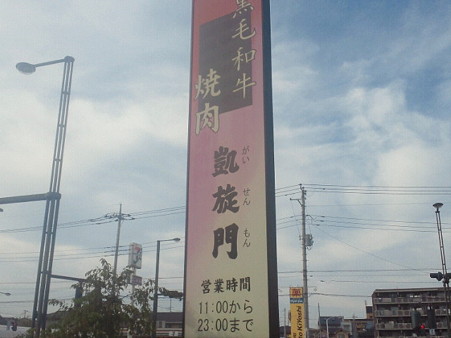 黒毛和牛
焼肉
凱旋門
がいせんもん
営業時間
11:00から
23:00まで